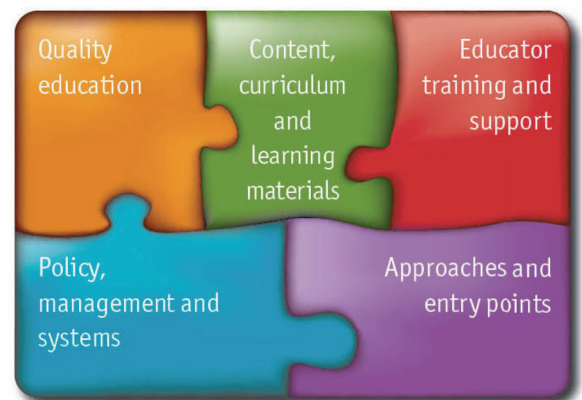 Quality
education
Content,
curriculum
and
learning
materials
Educator
training and
support
Policy,
management and
systems
Approaches and
entry points